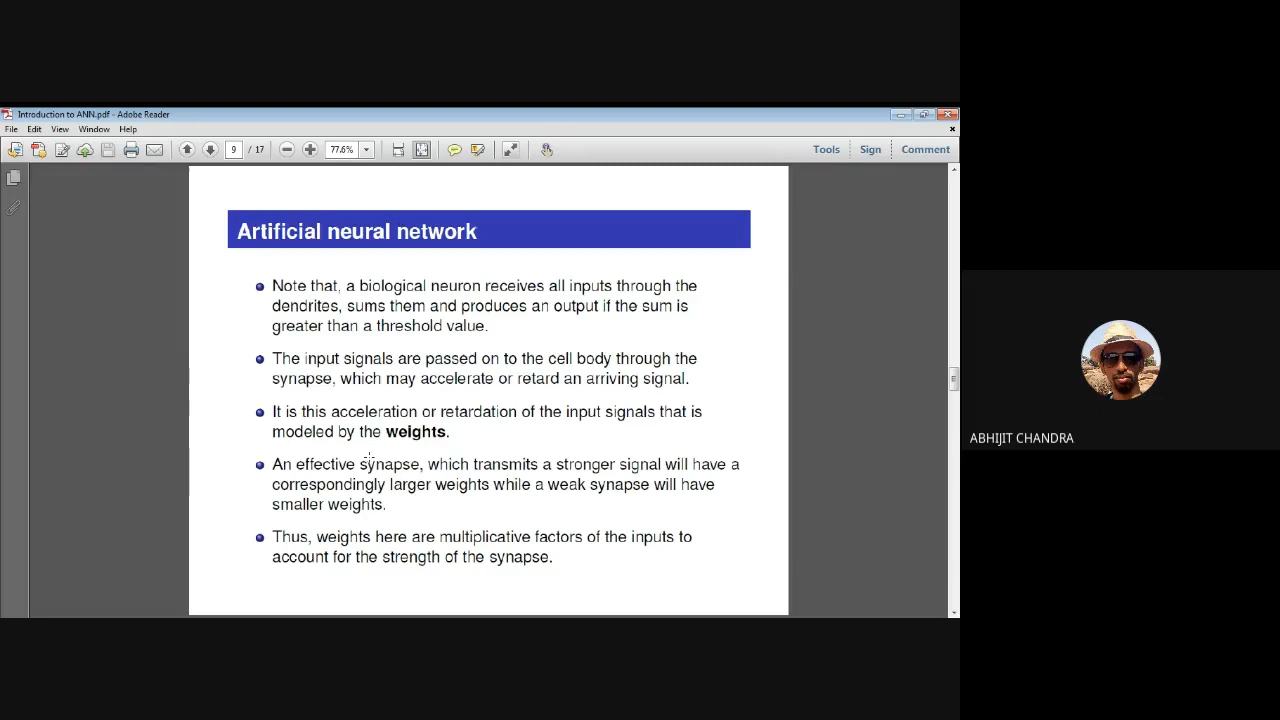 Introduction to ANN.pdf - Adobe Reader
File Edit View Window Help
9 / 17 77.6% Tools Sign Comment
Artificial neural network
Note that, a biological neuron receives all inputs through the
dendrites, sums them and produces an output if the sum is
greater than a threshold value.
The input signals are passed on to the cell body through the
synapse, which may accelerate or retard an arriving signal.
It is this acceleration or retardation of the input signals that is
modeled by the weights.
An effective synapse, which transmits a stronger signal will have a
correspondingly larger weights while a weak synapse will have
smaller weights.
Thus, weights here are multiplicative factors of the inputs to
account for the strength of the synapse.
ABHIJIT CHANDRA